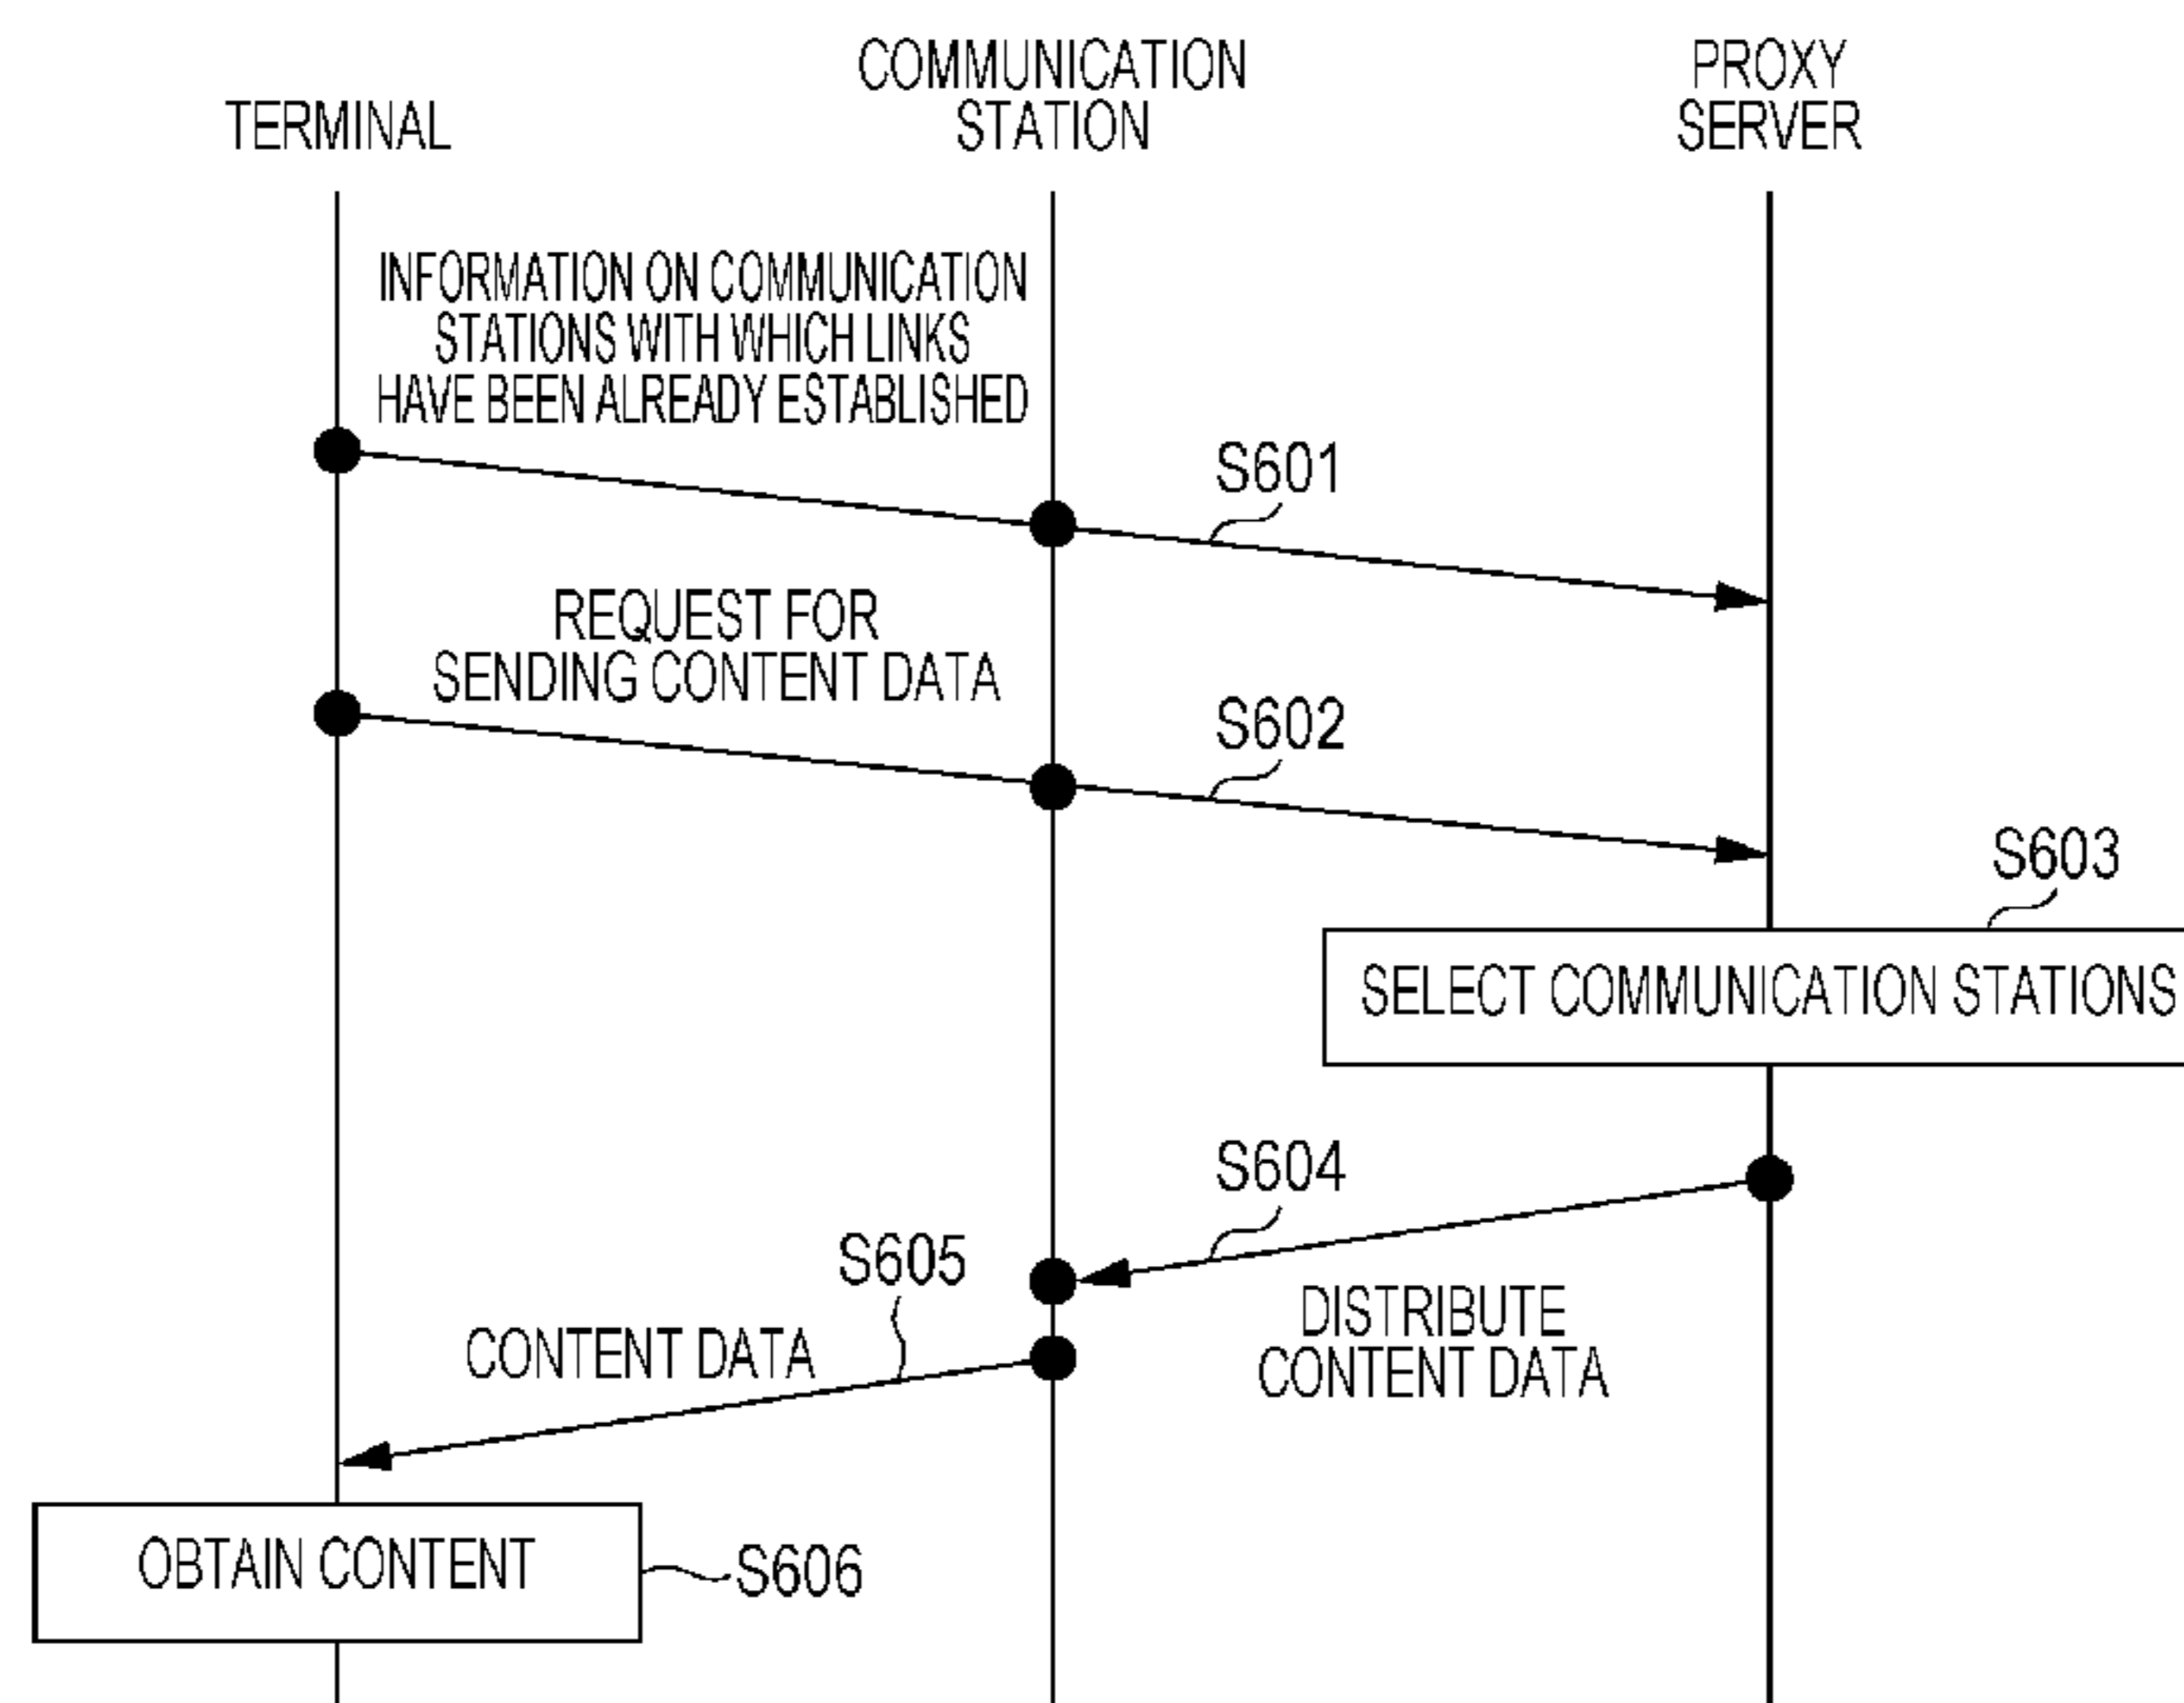 TERMINAL
COMMUNICATION
STATION
PROXY
SERVER
INFORMATION ON COMMUNICATION
STATIONS WITH WHICH LINKS
HAVE BEEN ALREADY ESTABLISHED
S601
REQUEST FOR
SENDING CONTENT DATA
S602
S603
SELECT COMMUNICATION STATIONS
S604
DISTRIBUTE
CONTENT DATA
S605
CONTENT DATA
OBTAIN CONTENT
S606